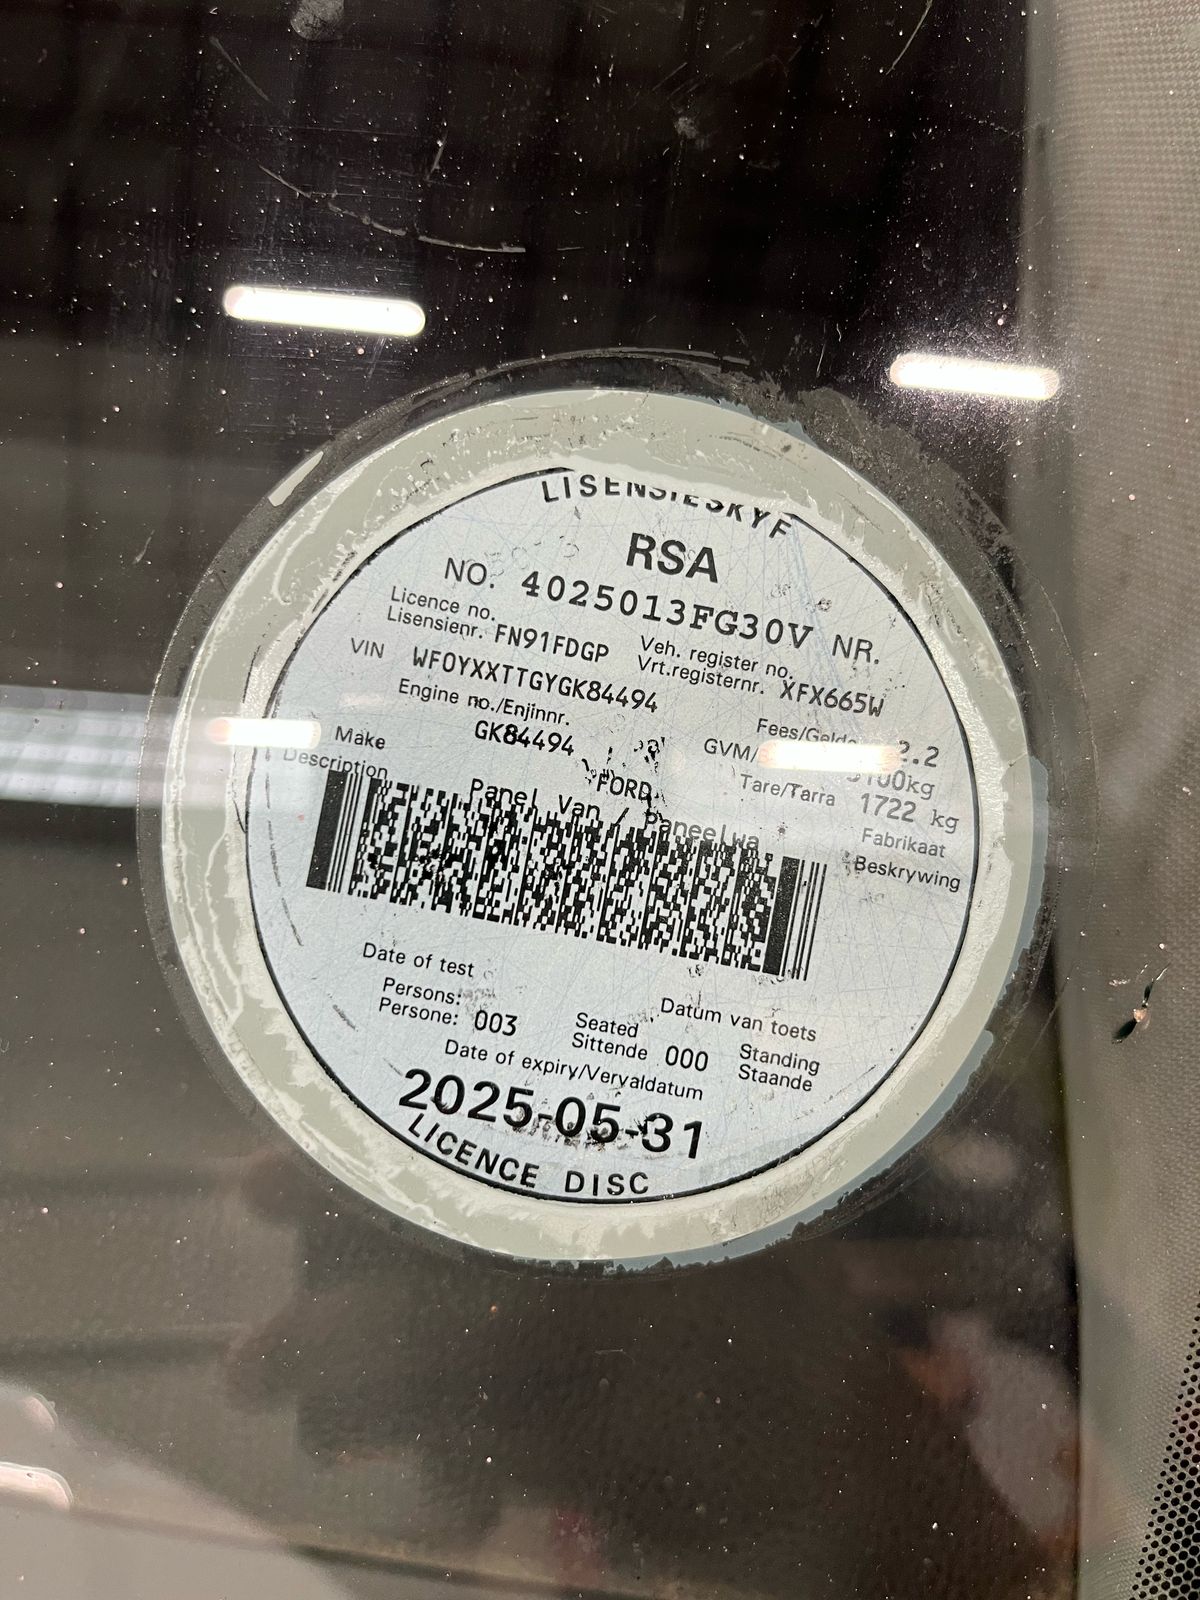 LISENSIESKYF
RSA
NO. 4025013FG30V NR.
Licence no. Veh. register no.
Lisensienr. FN91FDGP Vrt.registernr. XFX665W
VIN WF0YXXTTGYGK84494
Engine no./Enjinnr. Fees/Gelde
GK84494 GVM/
Make FORD Tare/Tarra 1722 kg
Fabrikaat
Description Panel Van / Paneelwa Beskrywing
Date of test Datum van toets
Persons: Seated Standing
Persone: 003 Sittende 000 Staande
Date of expiry/Vervaldatum
2025-05-31
LICENCE DISC